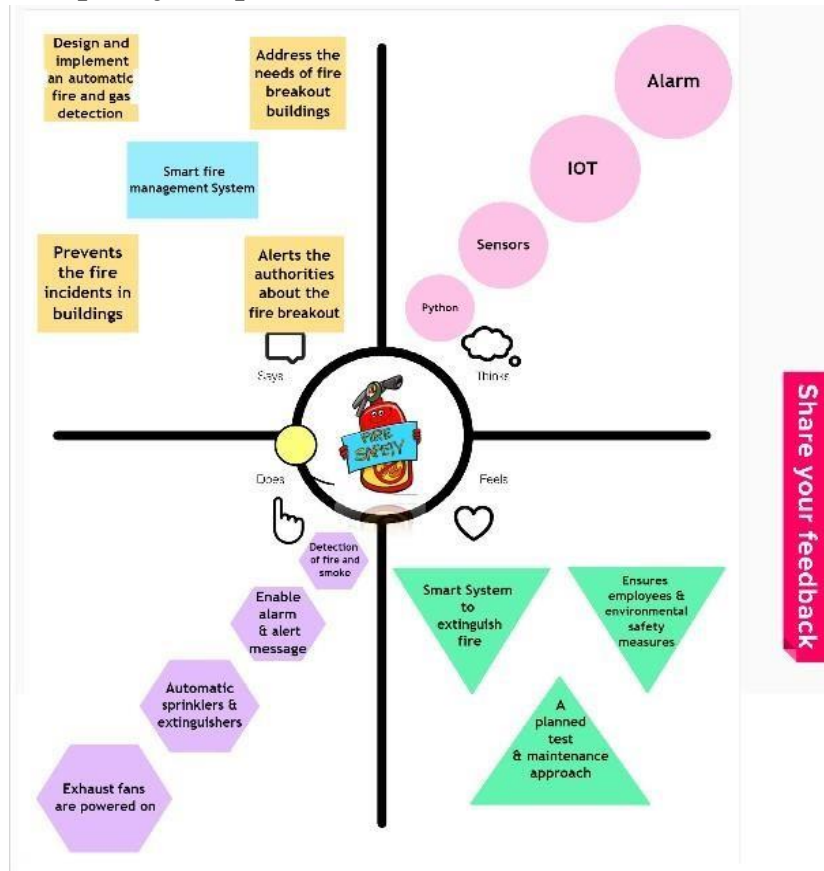 Design and
implement
an automatic
fire and gas
detection
Address the
needs of fire
breakout
buildings
Smart fire
management System
Prevents
the fire
incidents in
buildings
Alerts the
authorities
about the
fire breakout
Says
Alarm
IOT
Sensors
Python
Thinks
FIRE
SAFETY
Does
Detection
of fire and
smoke
Enable
alarm
& alert
message
Automatic
sprinklers &
extinguishers
Exhaust fans
are powered on
Feels
Smart System
to
extinguish
fire
Ensures
employees &
environmental
safety
measures
A
planned
test
& maintenance
approach
Share your feedback